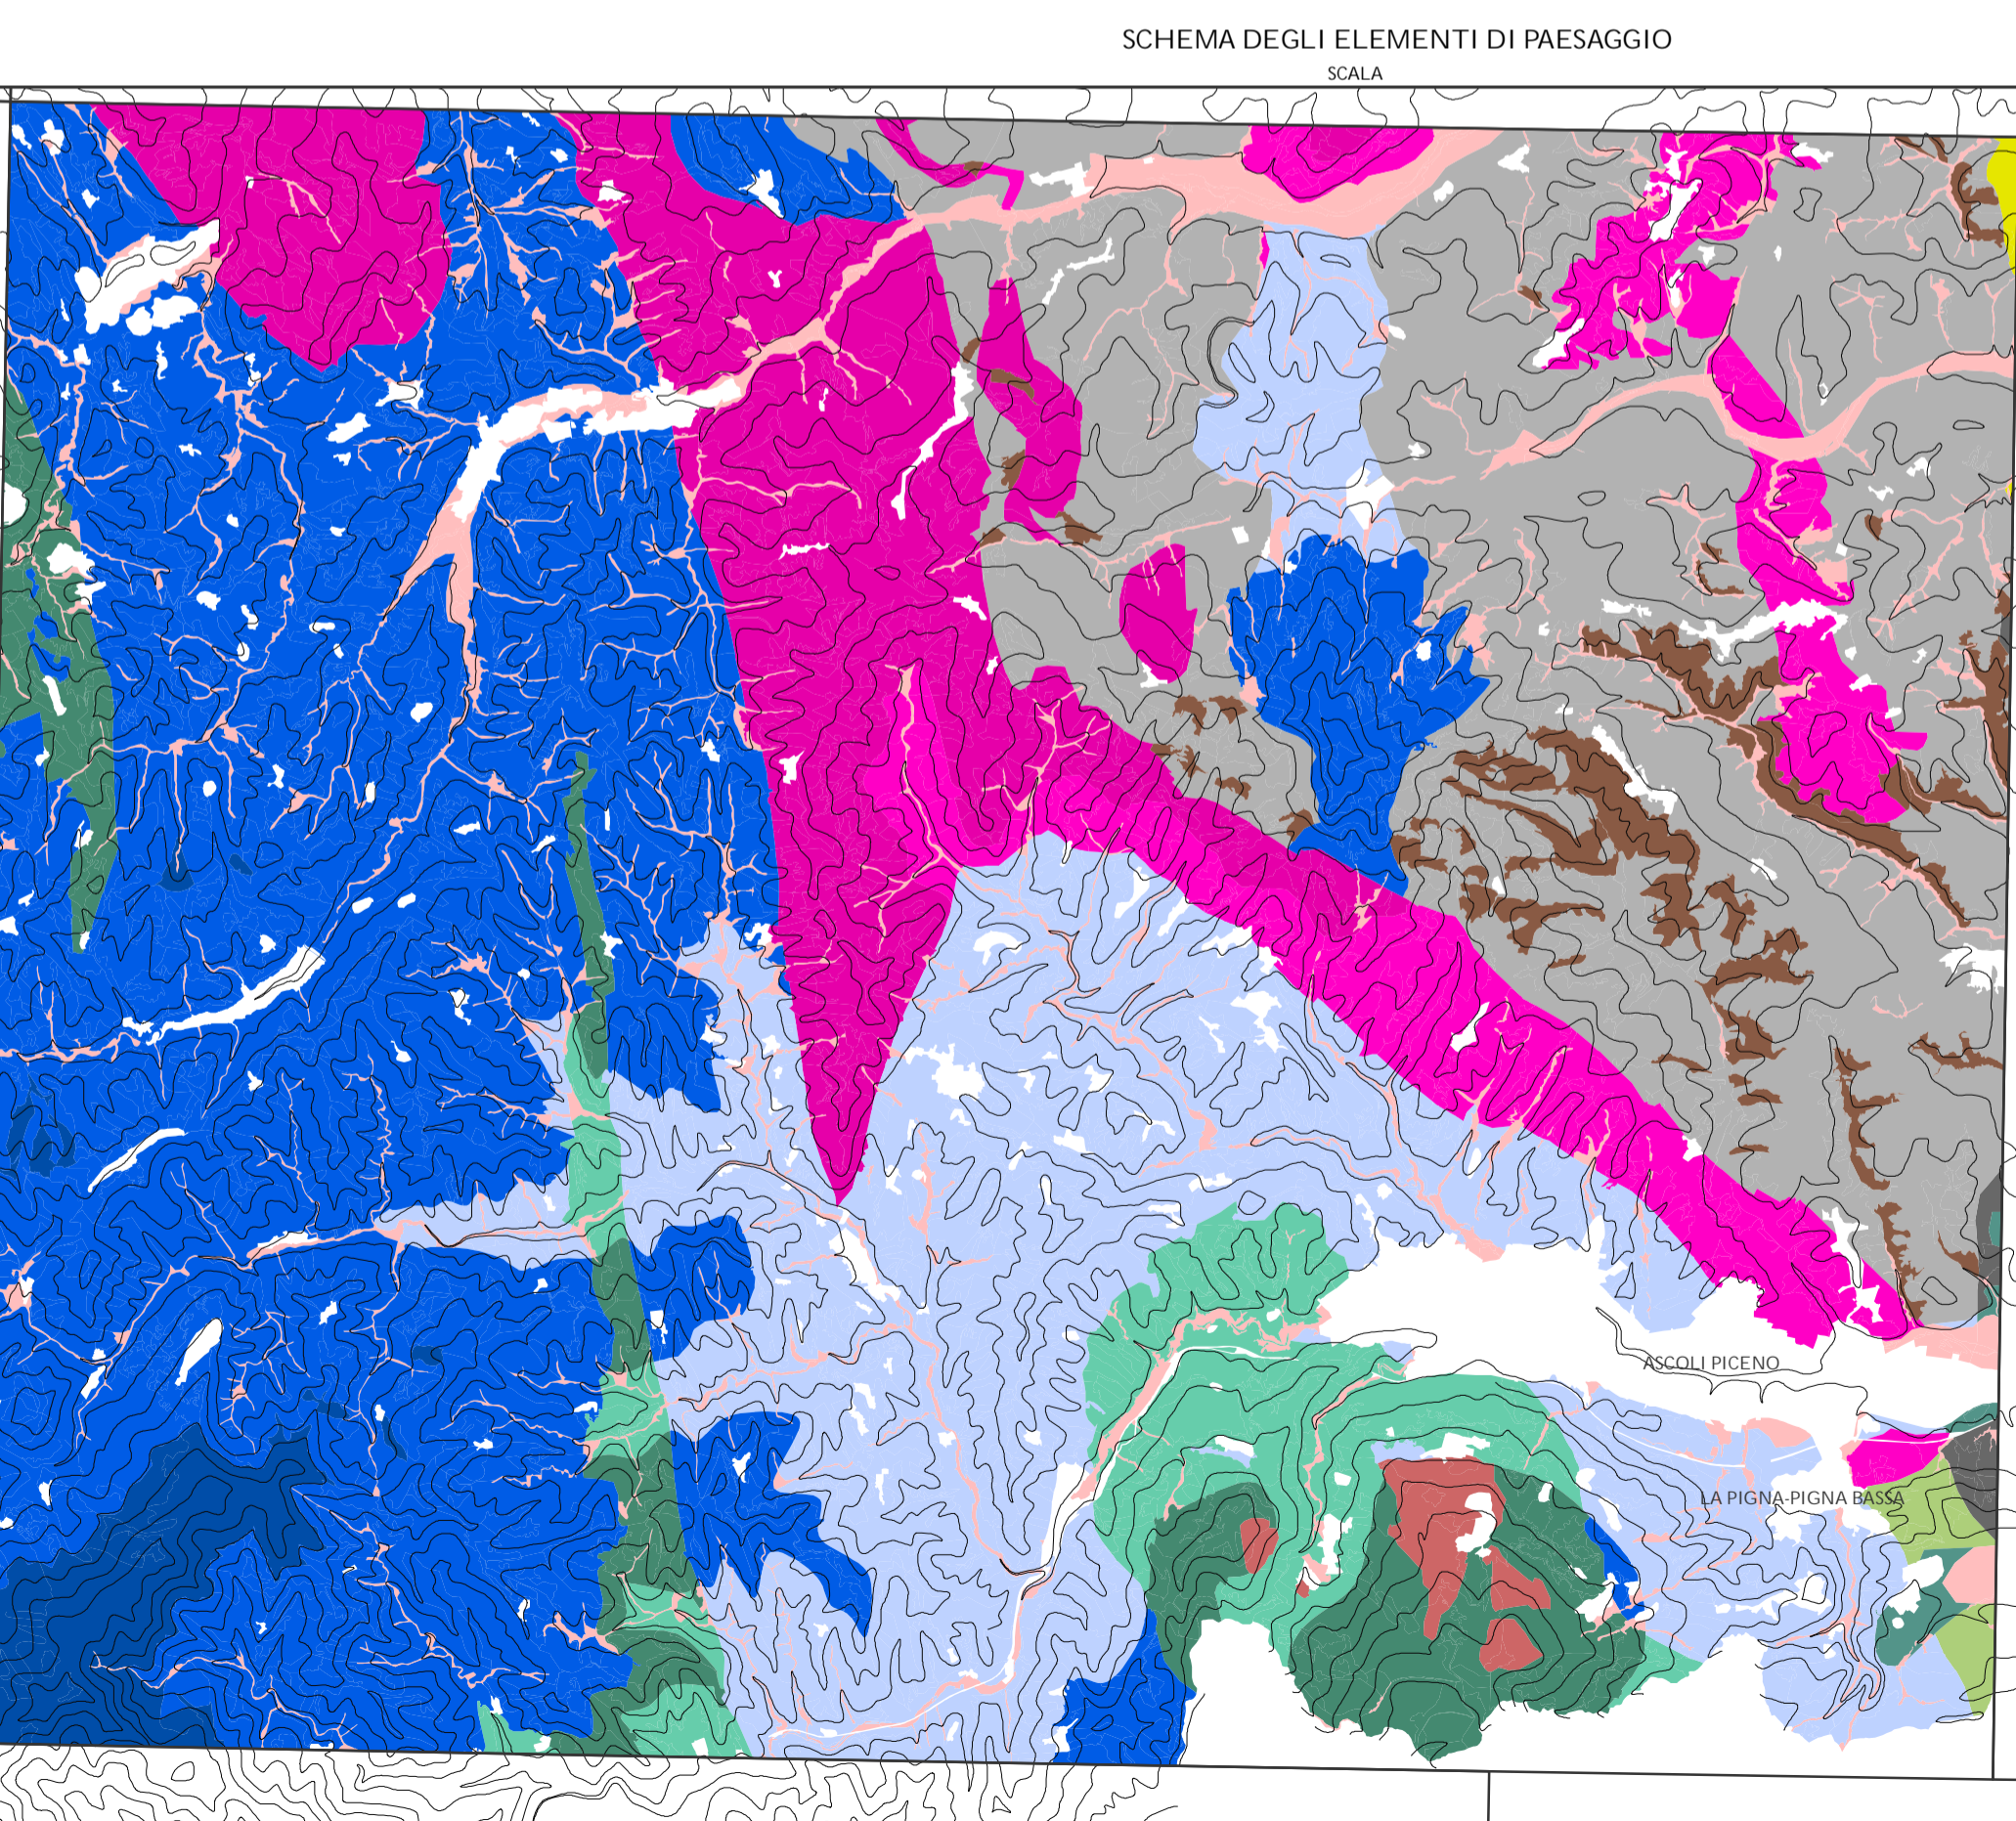 SCHEMA DEGLI ELEMENTI DI PAESAGGIO
SCALA
ASCOLI PICENO
LA PIGNA-PIGNA BASSA